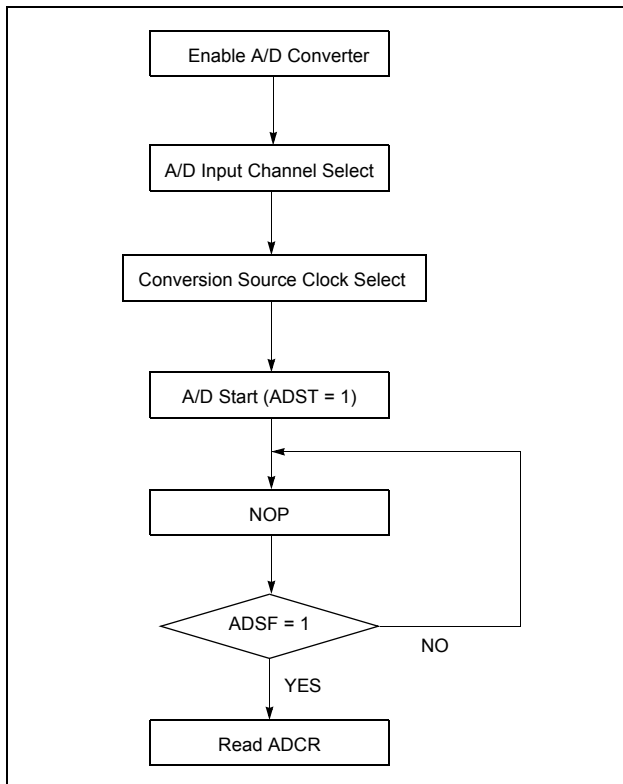 Enable A/D Converter
A/D Input Channel Select
Conversion Source Clock Select
A/D Start (ADST = 1)
NOP
ADSF = 1
NO
YES
Read ADCR